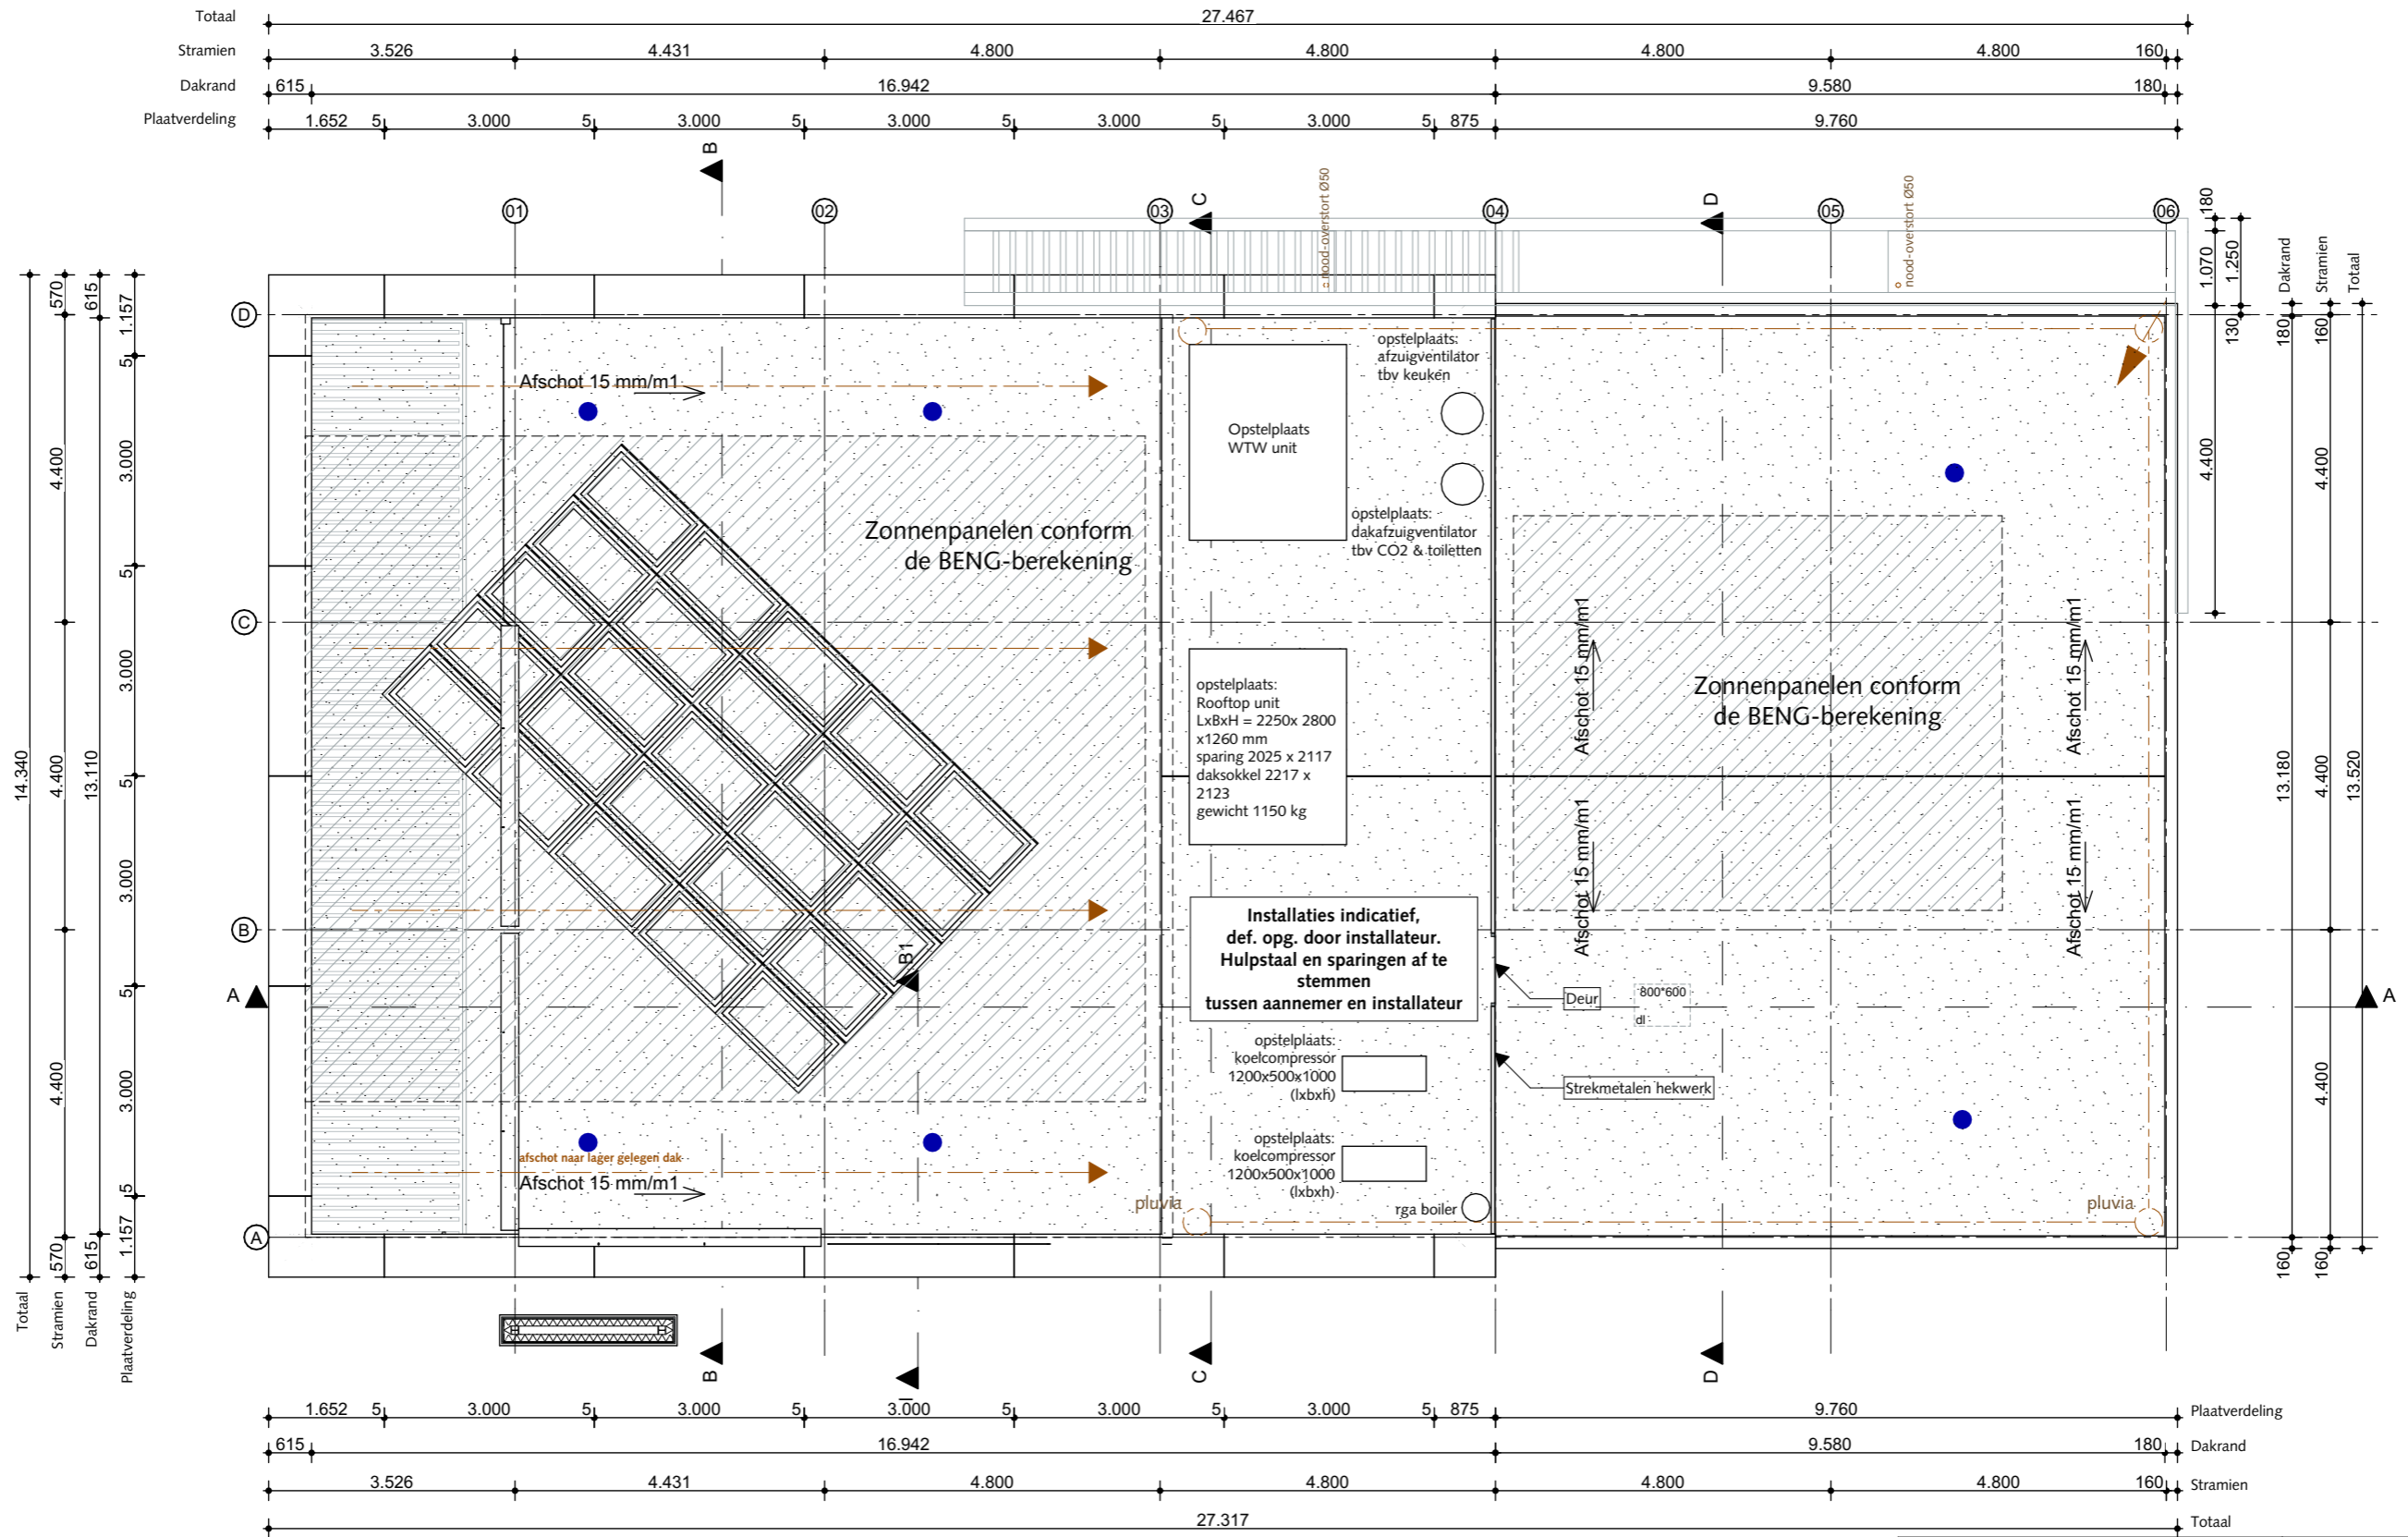 Totaal
27.467
Stramien
3.526 4.431 4.800 4.800 4.800 4.800 160
Dakrand
615 16.942 9.580 180
Plaatverdeling
1.652 5 3.000 5 3.000 5 3.000 5 3.000 5 3.000 5 875 9.760
B
C
D
nood-overstort Ø50
nood-overstort Ø50
01 02 03 04 05 06
180
1.070
1.250
130
4.400
Dakrand
180
13.180
160
Stramien
160
4.400
4.400
4.400
160
Totaal
13.520
14.340
Totaal
570
4.400
4.400
4.400
570
Stramien
615
13.110
615
Dakrand
1.157
5
3.000
5
3.000
5
3.000
5
3.000
5
1.157
Plaatverdeling
D
C
B
A
A
A
Afschot 15 mm/m1
Zonnenpanelen conform
de BENG-berekening
Opstelplaats
WTW unit
opstelplaats:
afzuigventilator
tbv keuken
opstelplaats:
dakafzuigventilator
tbv CO2 & toiletten
opstelplaats:
Rooftop unit
LxBxH = 2250x 2800
x1260 mm
sparing 2025 x 2117
daksokkel 2217 x
2123
gewicht 1150 kg
Zonnenpanelen conform
de BENG-berekening
Afschot 15 mm/m1
Afschot 15 mm/m1
Afschot 15 mm/m1
Afschot 15 mm/m1
Installaties indicatief,
def. opg. door installateur.
Hulpstaal en sparingen af te
stemmen
tussen aannemer en installateur
B1
Deur
800*600
dl
Strekmetalen hekwerk
opstelplaats:
koelcompressor
1200x500x1000
(lxbxh)
opstelplaats:
koelcompressor
1200x500x1000
(lxbxh)
afschot naar lager gelegen dak
Afschot 15 mm/m1
pluvia
rga boiler
pluvia
B
C
D
1.652 5 3.000 5 3.000 5 3.000 5 3.000 5 3.000 5 875 9.760 Plaatverdeling
615 16.942 9.580 180 Dakrand
3.526 4.431 4.800 4.800 4.800 4.800 160 Stramien
27.317 Totaal